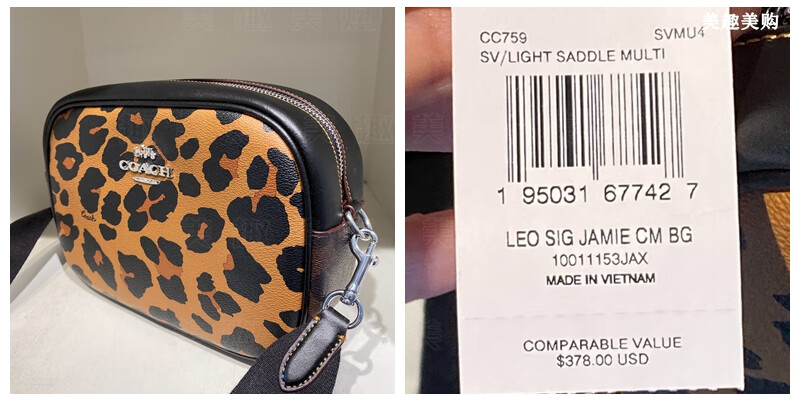 COACH
Coach
美趣美购
CC759 SVMU4
SV/LIGHT SADDLE MULTI
1 95031 67742 7
LEO SIG JAMIE CM BG
10011153JAX
MADE IN VIETNAM
COMPARABLE VALUE
$378.00 USD